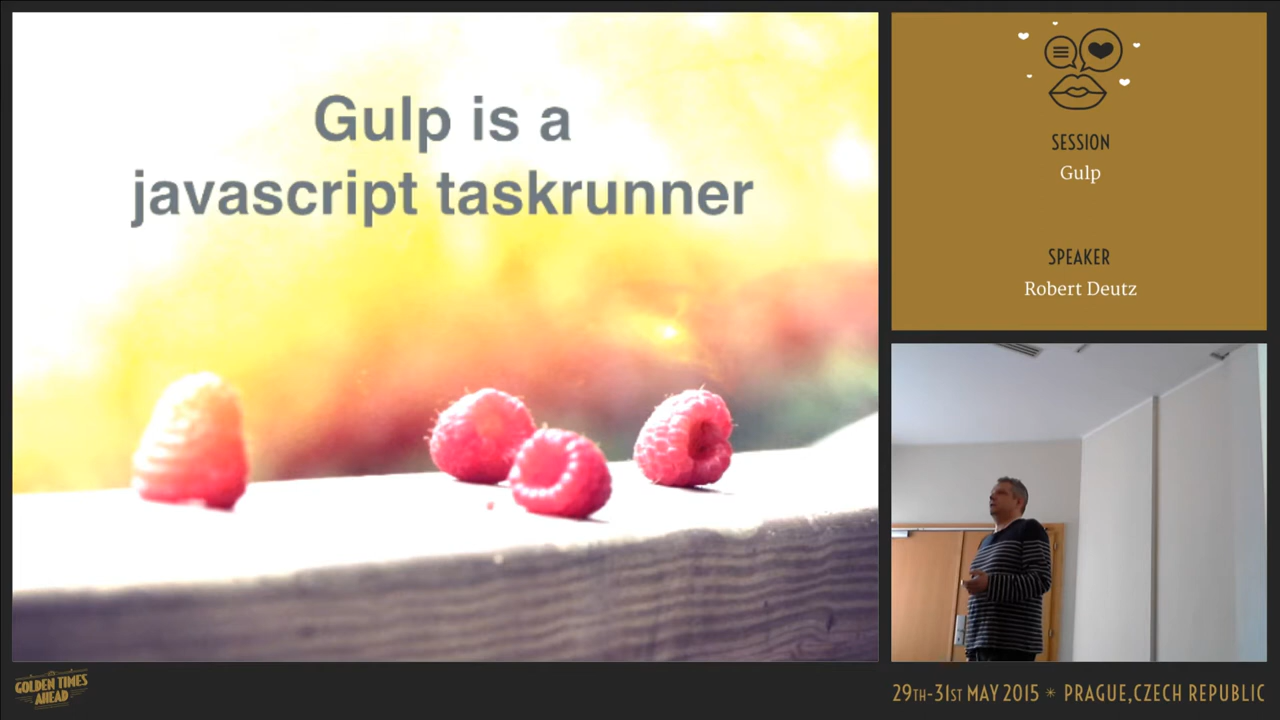 Gulp is a
javascript taskrunner
SESSION
Gulp
SPEAKER
Robert Deutz
GOLDEN TIMES
AHEAD
29TH-31ST MAY 2015 * PRAGUE,CZECH REPUBLIC